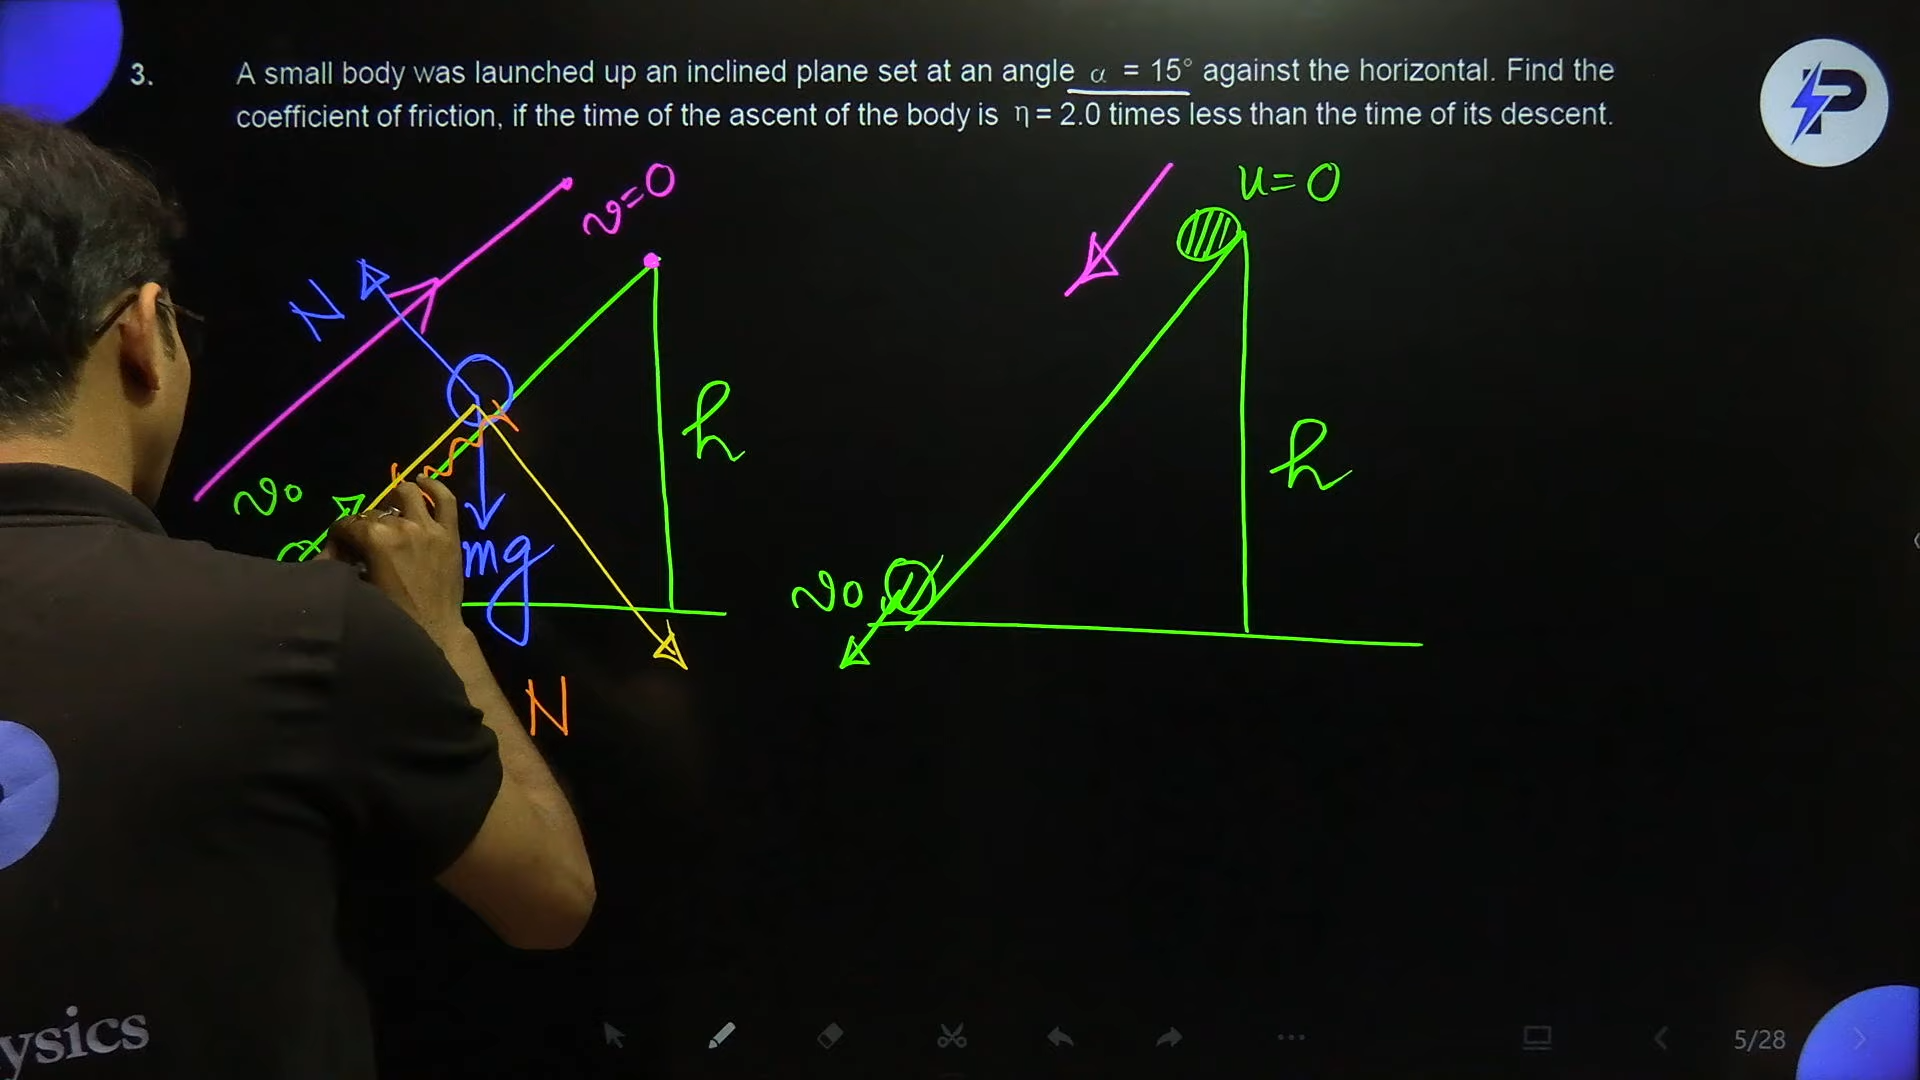 3. A small body was launched up an inclined plane set at an angle α = 15° against the horizontal. Find the
coefficient of friction, if the time of the ascent of the body is η = 2.0 times less than the time of its descent.
P
v=0
u=0
N
h
h
v0
mg
v0
N
ysics
5/28